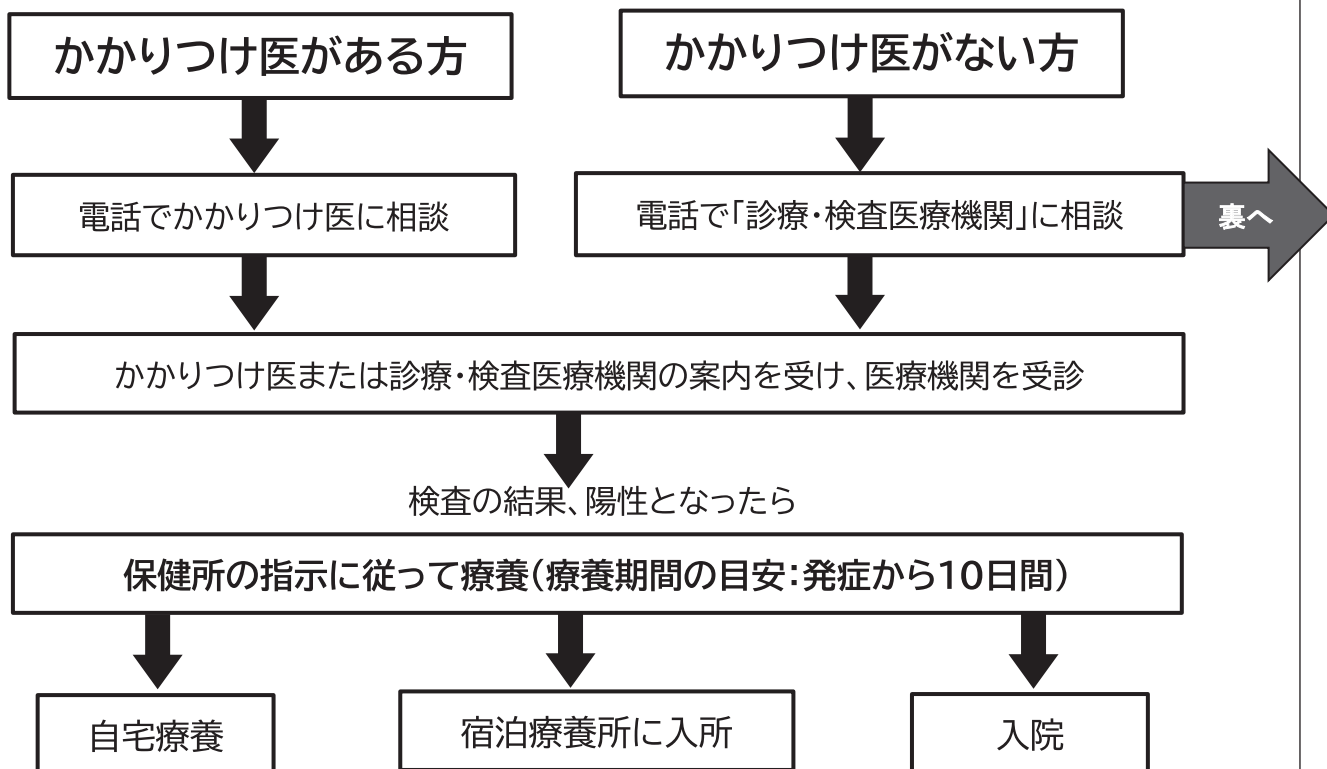 かかりつけ医がある方
かかりつけ医がない方
電話でかかりつけ医に相談
電話で「診療・検査医療機関」に相談
裏へ
かかりつけ医または診療・検査医療機関の案内を受け、医療機関を受診
検査の結果、陽性となったら
保健所の指示に従って療養(療養期間の目安:発症から10日間)
自宅療養
宿泊療養所に入所
入院